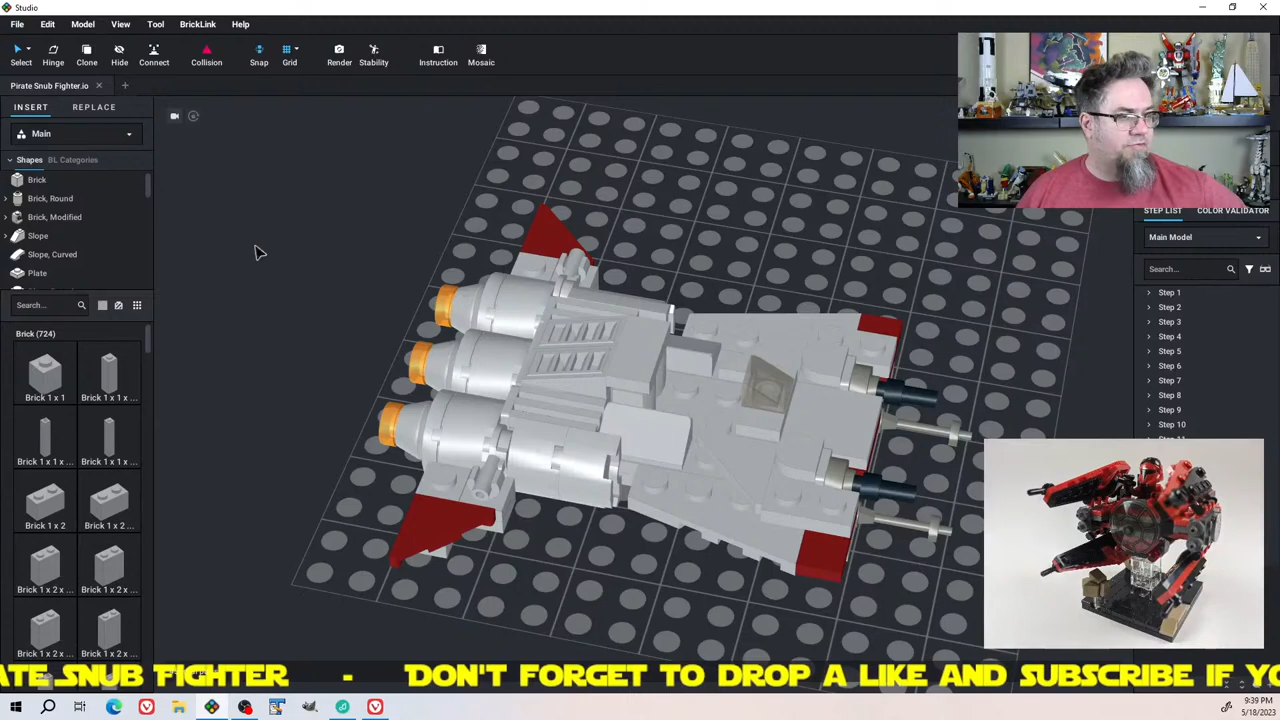 Studio
File Edit Model View Tool BrickLink Help
Select Hinge Clone Hide Connect Collision Snap Grid Render Stability Instruction Mosaic
Pirate Snub Fighter.io
INSERT REPLACE
Main
Shapes BL Categories
Brick
Brick, Round
Brick, Modified
Slope
Slope, Curved
Plate
Search...
Brick (724)
Brick 1 x 1 Brick 1 x 1 x ...
Brick 1 x 1 x ... Brick 1 x 1 x ...
Brick 1 x 2 Brick 1 x 2 ...
Brick 1 x 2 x ... Brick 1 x 2 x ...
Brick 1 x 2 x ... Brick 1 x 2 x ...
STEP LIST COLOR VALIDATOR
Main Model
Search...
Step 1
Step 2
Step 3
Step 4
Step 5
Step 6
Step 7
Step 8
Step 9
Step 10
ATE SNUB FIGHTER - DON'T FORGET TO DROP A LIKE AND SUBSCRIBE IF YO
9:39 PM
5/18/2023